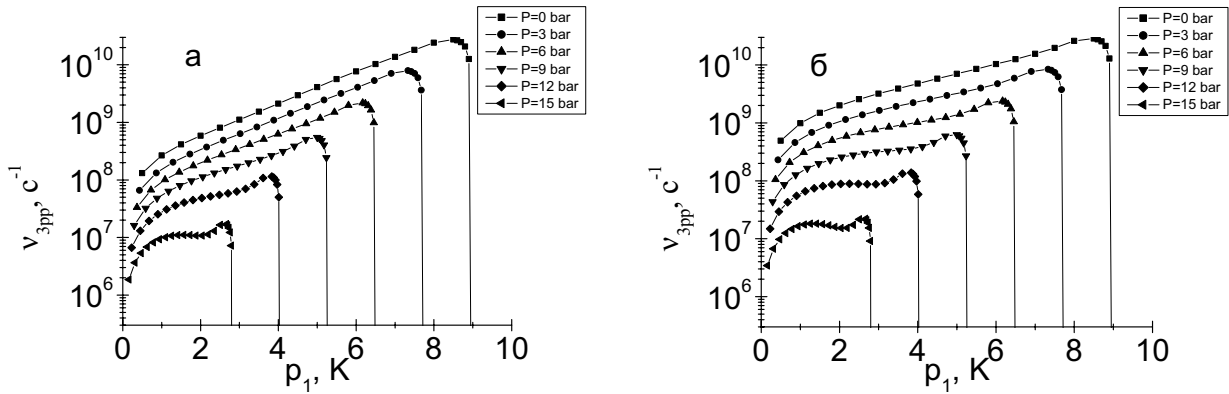 а
P=0 bar
P=3 bar
P=6 bar
P=9 bar
P=12 bar
P=15 bar
10^10
10^9
10^8
10^7
10^6
ν_3pp, c^-1
0 2 4 6 8 10
p_1, K
б
P=0 bar
P=3 bar
P=6 bar
P=9 bar
P=12 bar
P=15 bar
10^10
10^9
10^8
10^7
10^6
ν_3pp, c^-1
0 2 4 6 8 10
p_1, K